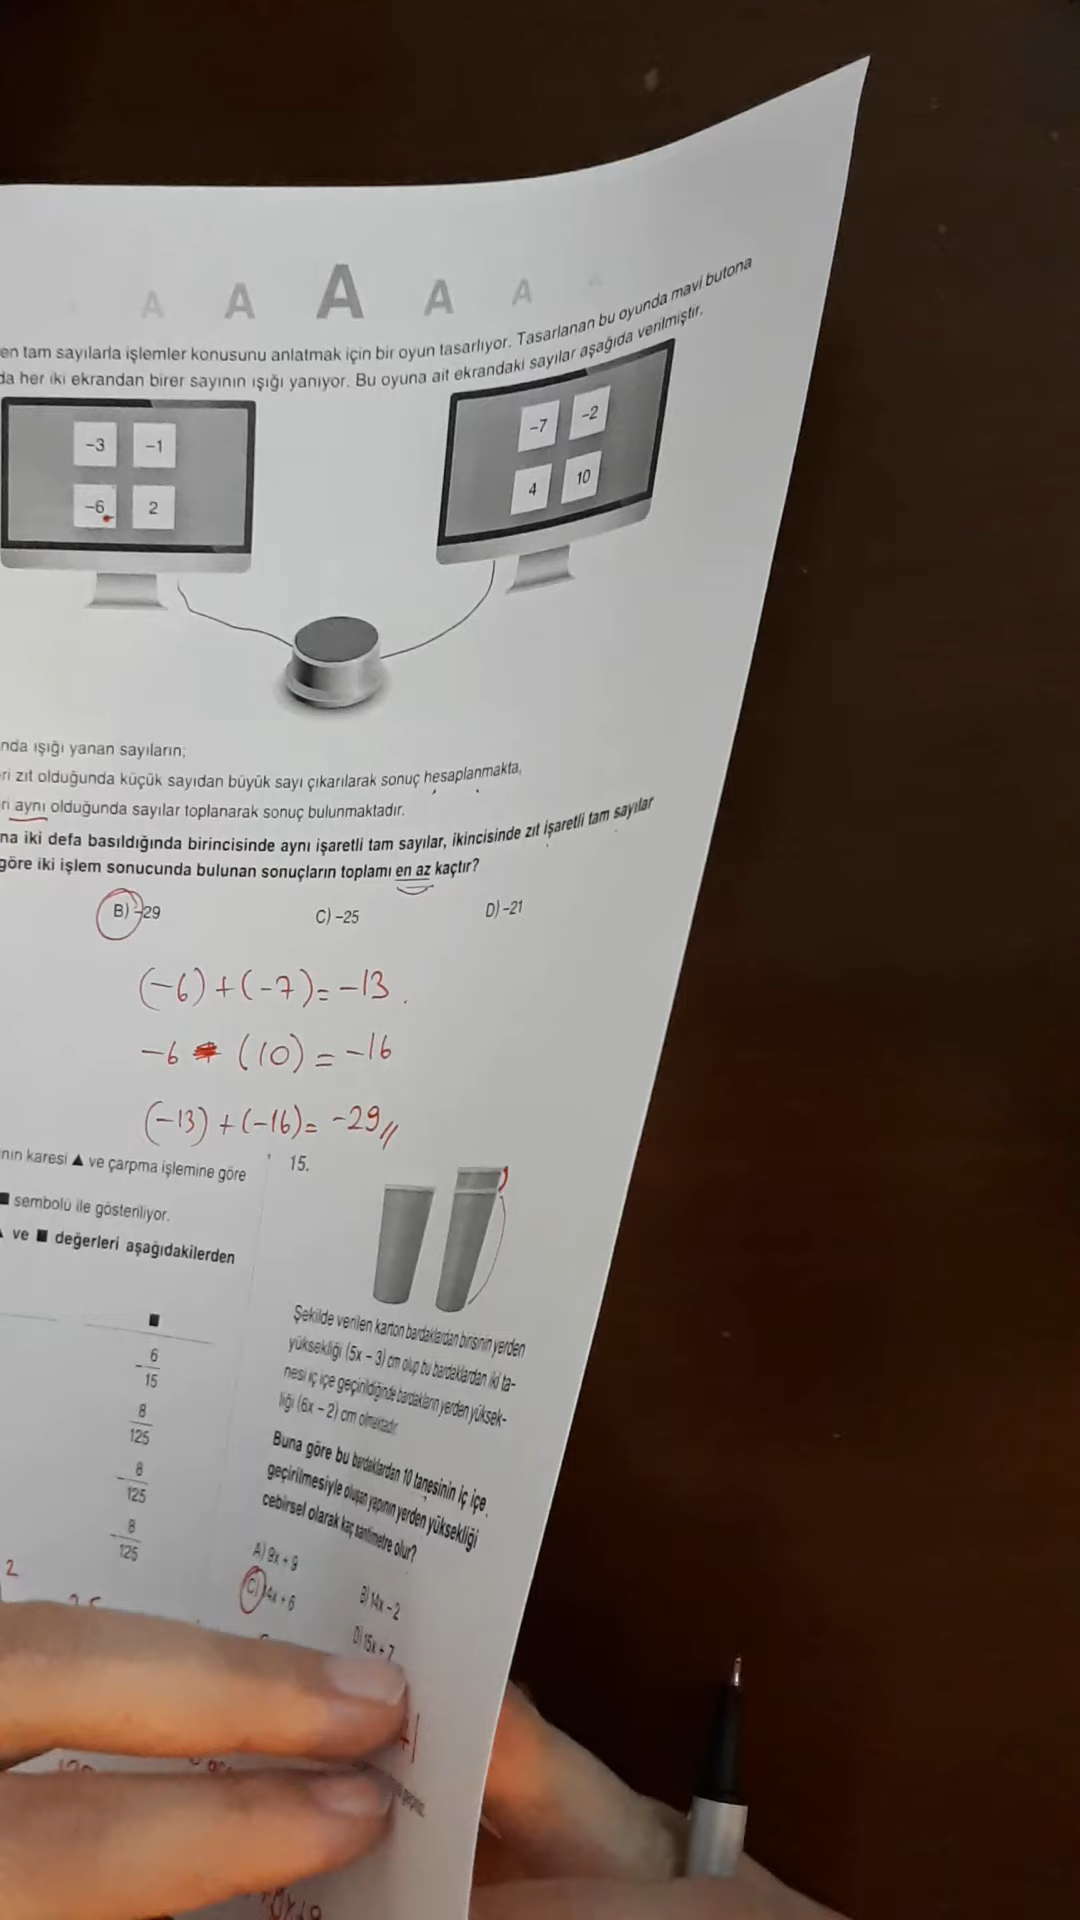 A A A A A
en tam sayılarla işlemler konusunu anlatmak için bir oyun tasarlıyor. Tasarlanan bu oyunda mavi butona
da her iki ekrandan birer sayının ışığı yanıyor. Bu oyuna ait ekrandaki sayılar aşağıda verilmiştir.
-3 -1
-6 2
-7 -2
4 10
nda ışığı yanan sayıların;
ri zıt olduğunda küçük sayıdan büyük sayı çıkarılarak sonuç hesaplanmakta,
ri aynı olduğunda sayılar toplanarak sonuç bulunmaktadır.
na iki defa basıldığında birincisinde aynı işaretli tam sayılar, ikincisinde zıt işaretli tam sayılar
göre iki işlem sonucunda bulunan sonuçların toplamı en az kaçtır?
B) -29 C) -25 D) -21
(-6)+(-7)=-13
-6 (10) = -16
(-13)+(-16)= -29//
nın karesi ▲ ve çarpma işlemine göre
■ sembolü ile gösteriliyor.
ve ■ değerleri aşağıdakilerden
■
-6/15
8/125
-8/125
-8/125
2
15.
Şekilde verilen karton bardaklardan birisinin yerden
yüksekliği (5x – 3) cm olup bu bardaklardan iki ta-
nesi iç içe geçirildiğinde bardakların yerden yüksek-
liği (6x – 2) cm olmaktadır.
Buna göre bu bardaklardan 10 tanesinin iç içe
geçirilmesiyle oluşan yapının yerden yüksekliği
cebirsel olarak kaç santimetre olur?
A) 9x + 9 B) 14x – 2
C) 14x + 6 D) 15x + 7